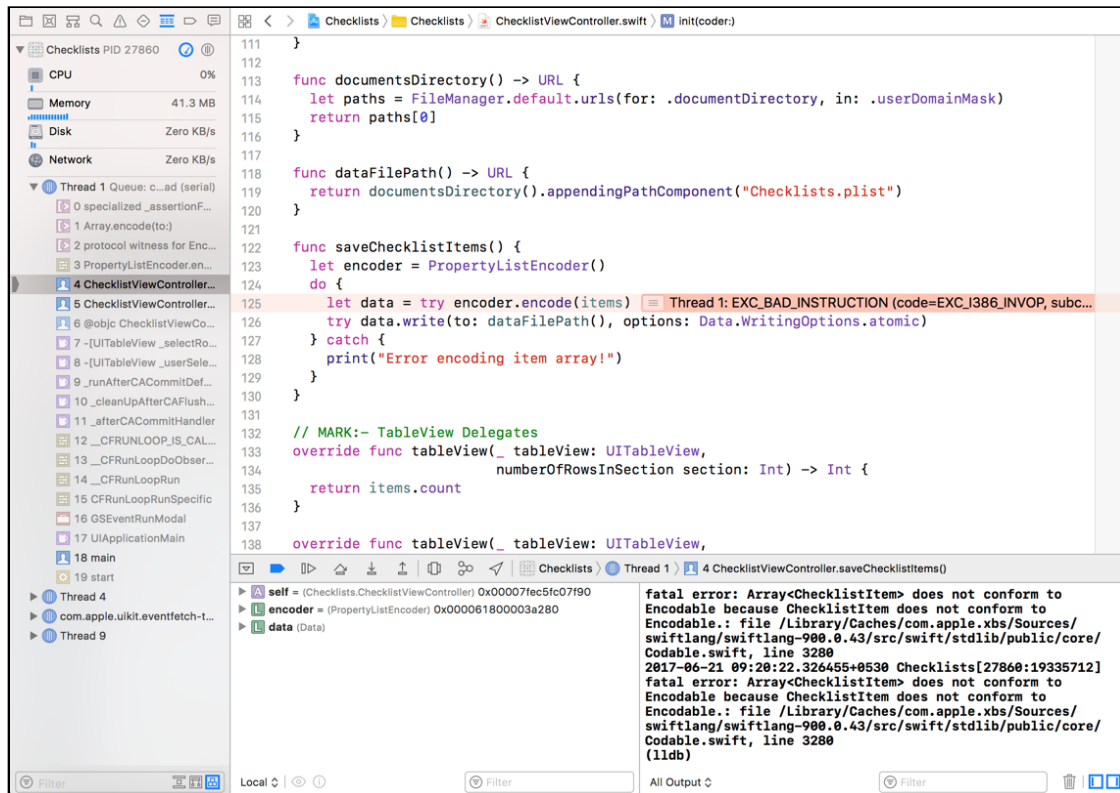 Checklists › Checklists › ChecklistViewController.swift › M init(coder:)
Checklists PID 27860
CPU 0%
Memory 41.3 MB
Disk Zero KB/s
Network Zero KB/s
Thread 1 Queue: c...ad (serial)
0 specialized _assertionF...
1 Array.encode(to:)
2 protocol witness for Enc...
3 PropertyListEncoder.en...
4 ChecklistViewController...
5 ChecklistViewController...
6 @objc ChecklistViewCo...
7 -[UITableView _selectRo...
8 -[UITableView _userSele...
9 _runAfterCACommitDef...
10 _cleanUpAfterCAFlush...
11 _afterCACommitHandler
12 __CFRUNLOOP_IS_CAL...
13 __CFRunLoopDoObser...
14 __CFRunLoopRun
15 CFRunLoopRunSpecific
16 GSEventRunModal
17 UIApplicationMain
18 main
19 start
Thread 4
com.apple.uikit.eventfetch-t...
Thread 9
Filter
111 }
112
113 func documentsDirectory() -> URL {
114 let paths = FileManager.default.urls(for: .documentDirectory, in: .userDomainMask)
115 return paths[0]
116 }
117
118 func dataFilePath() -> URL {
119 return documentsDirectory().appendingPathComponent("Checklists.plist")
120 }
121
122 func saveChecklistItems() {
123 let encoder = PropertyListEncoder()
124 do {
125 let data = try encoder.encode(items) Thread 1: EXC_BAD_INSTRUCTION (code=EXC_I386_INVOP, subc...
126 try data.write(to: dataFilePath(), options: Data.WritingOptions.atomic)
127 } catch {
128 print("Error encoding item array!")
129 }
130 }
131
132 // MARK:- TableView Delegates
133 override func tableView(_ tableView: UITableView,
134 numberOfRowsInSection section: Int) -> Int {
135 return items.count
136 }
137
138 override func tableView(_ tableView: UITableView,
Checklists › Thread 1 › 4 ChecklistViewController.saveChecklistItems()
A self = (Checklists.ChecklistViewController) 0x00007fec5fc07f90
L encoder = (PropertyListEncoder) 0x000061800003a280
L data (Data)
Local Filter
fatal error: Array<ChecklistItem> does not conform to
Encodable because ChecklistItem does not conform to
Encodable.: file /Library/Caches/com.apple.xbs/Sources/
swiftlang/swiftlang-900.0.43/src/swift/stdlib/public/core/
Codable.swift, line 3280
2017-06-21 09:20:22.326455+0530 Checklists[27860:19335712]
fatal error: Array<ChecklistItem> does not conform to
Encodable because ChecklistItem does not conform to
Encodable.: file /Library/Caches/com.apple.xbs/Sources/
swiftlang/swiftlang-900.0.43/src/swift/stdlib/public/core/
Codable.swift, line 3280
(lldb)
All Output Filter